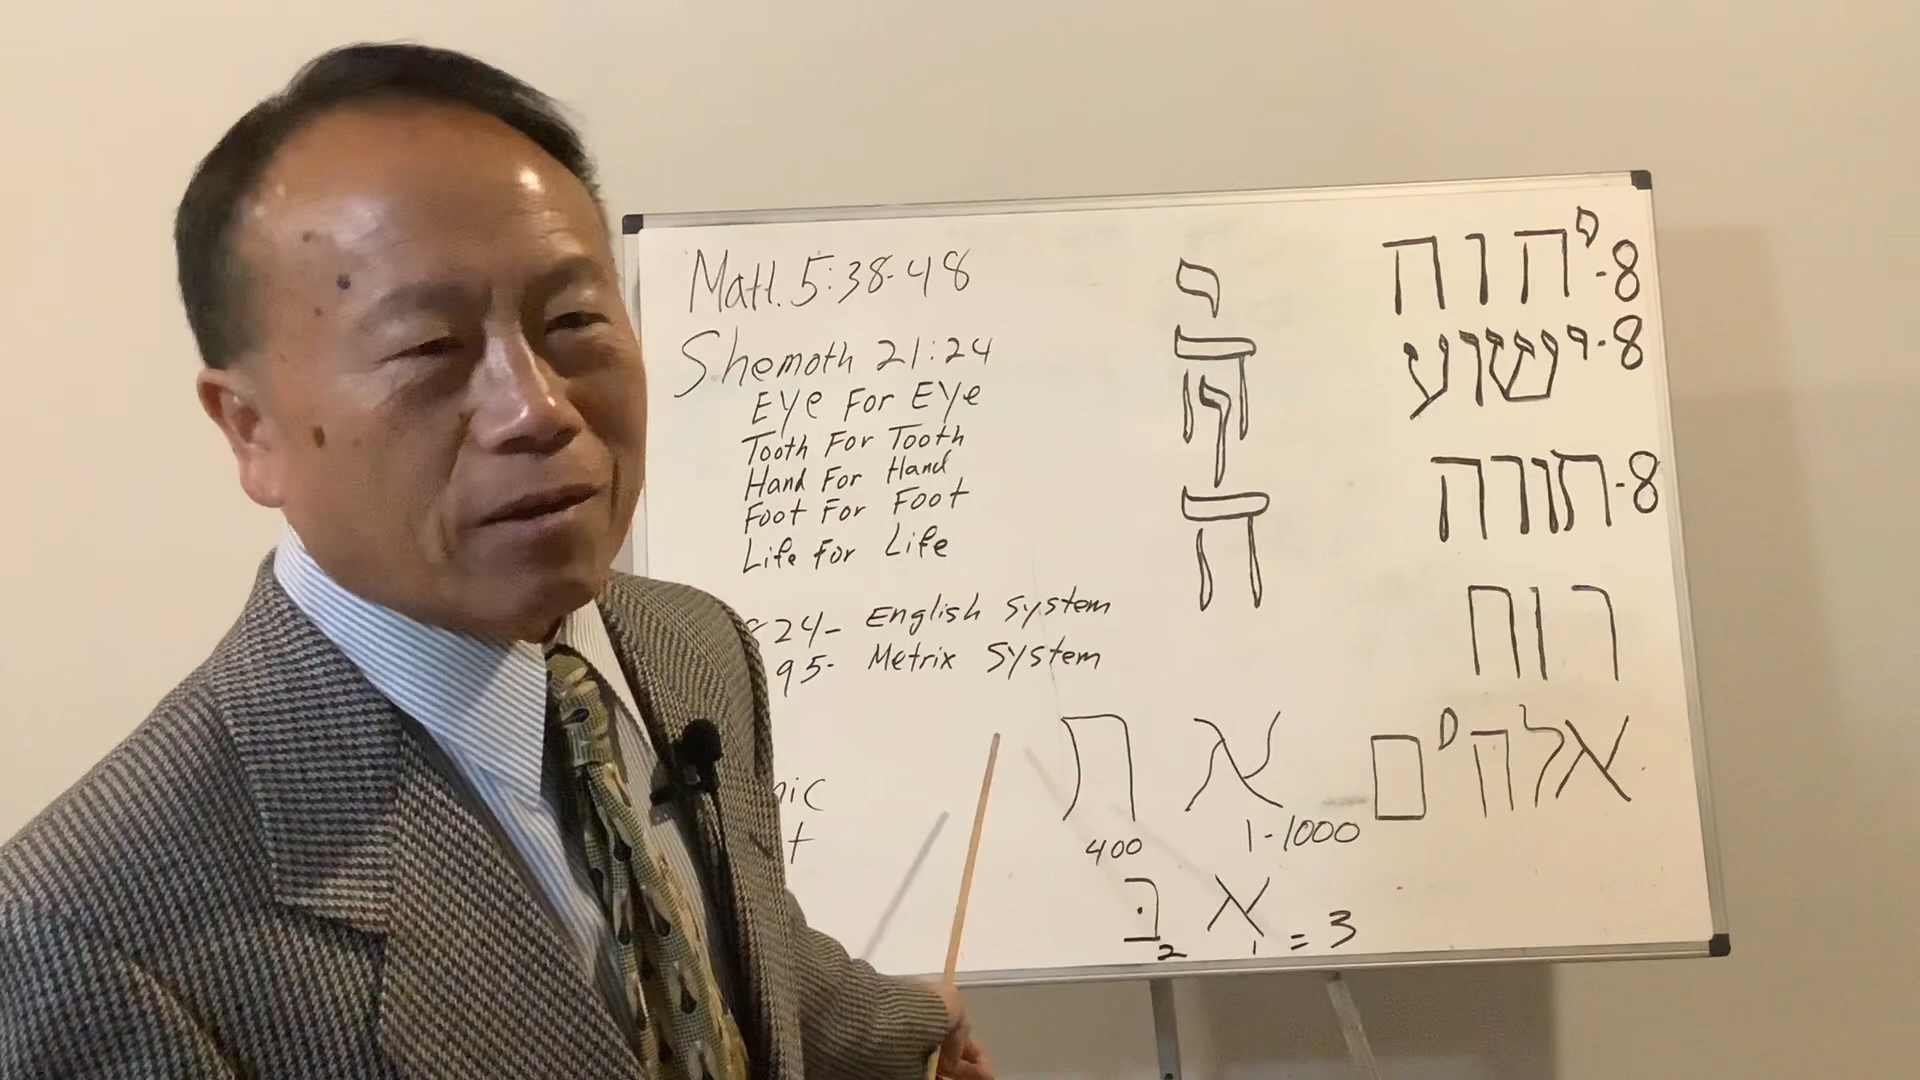 Matt. 5:38-48
Shemoth 21:24
EYe For EYe
Tooth For Tooth
Hand For Hand
Foot For Foot
Life For Life
24- English System
95- Metrix System
nic
t
י
ה
ו
ה
יהוה-8
ישוע-8
תורה-8
רוח
אלהים
א ת
400 1-1000
א בּ
2 1 = 3